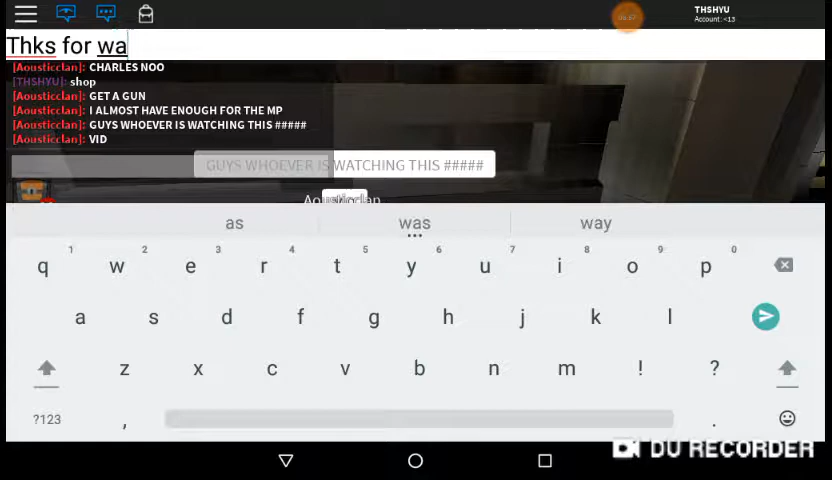 THSHYU
Account: <13
Thks for wa
[Aousticclan]: CHARLES NOO
[THSHYU]: shop
[Aousticclan]: GET A GUN
[Aousticclan]: I ALMOST HAVE ENOUGH FOR THE MP
[Aousticclan]: GUYS WHOEVER IS WATCHING THIS #####
[Aousticclan]: VID
GUYS WHOEVER IS WATCHING THIS #####
Aousticclan
as was way
1 2 3 4 5 6 7 8 9 0
q w e r t y u i o p
a s d f g h j k l
z x c v b n m ! ?
?123 , .
DU RECORDER